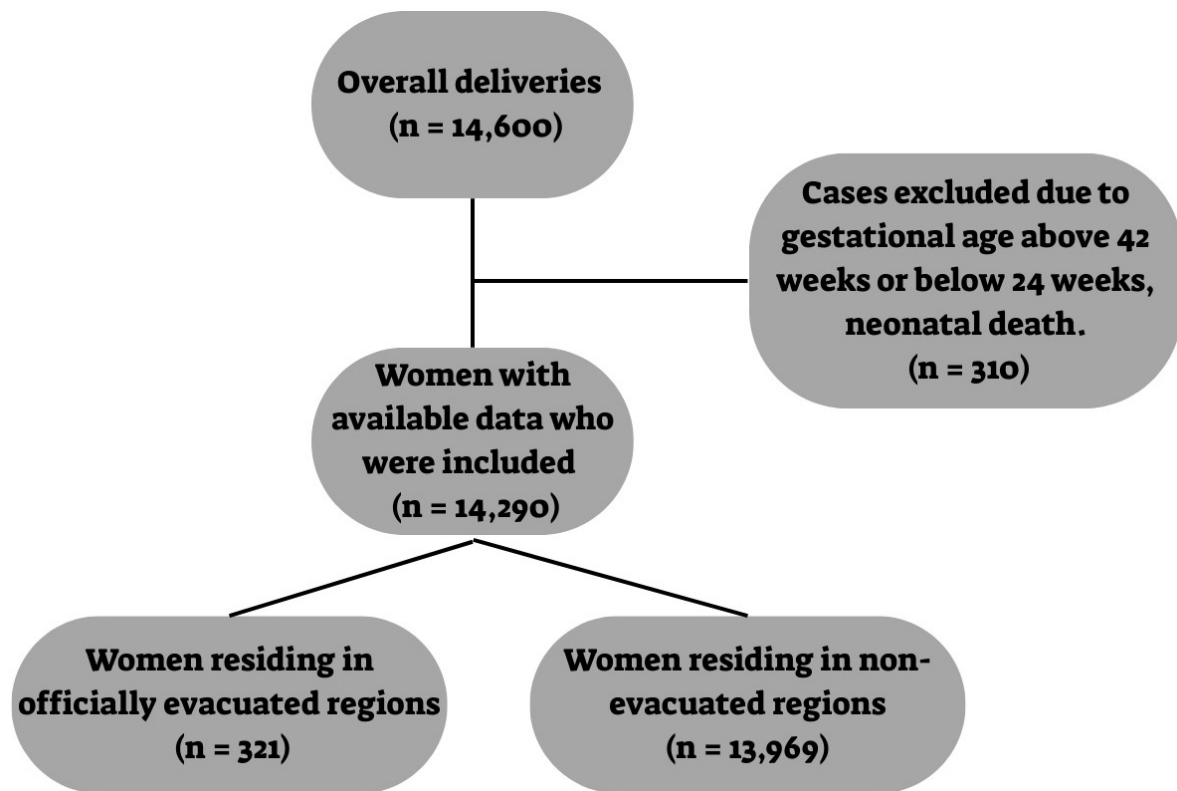 Overall deliveries
(n = 14,600)
Cases excluded due to
gestational age above 42
weeks or below 24 weeks,
neonatal death.
(n = 310)
Women with
available data who
were included
(n = 14,290)
Women residing in
officially evacuated regions
(n = 321)
Women residing in non-
evacuated regions
(n = 13,969)